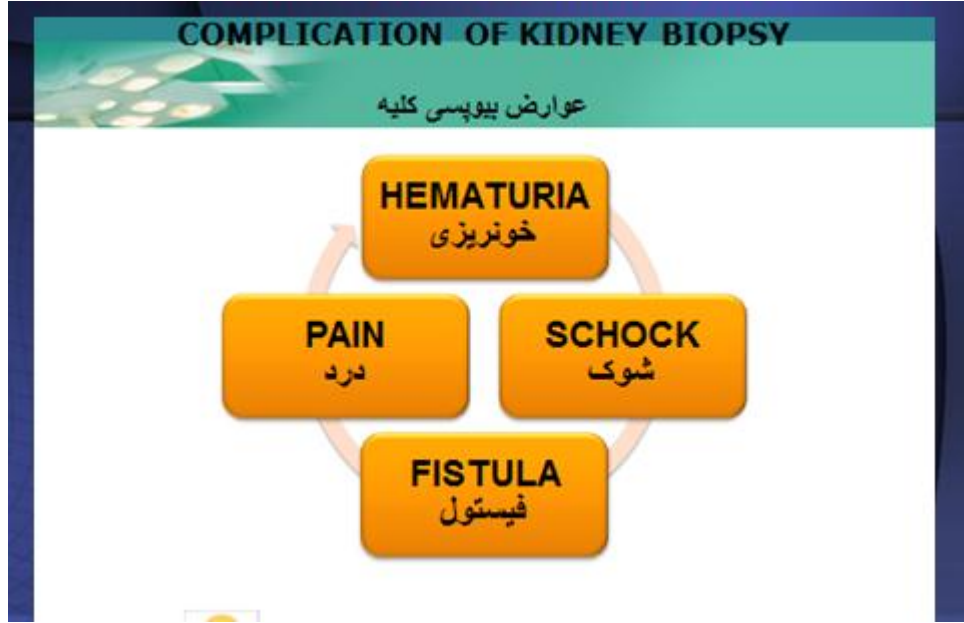 COMPLICATION OF KIDNEY BIOPSY
عوارض بیوپسی کلیه
HEMATURIA
خونریزی
PAIN
درد
SCHOCK
شوک
FISTULA
فیستول